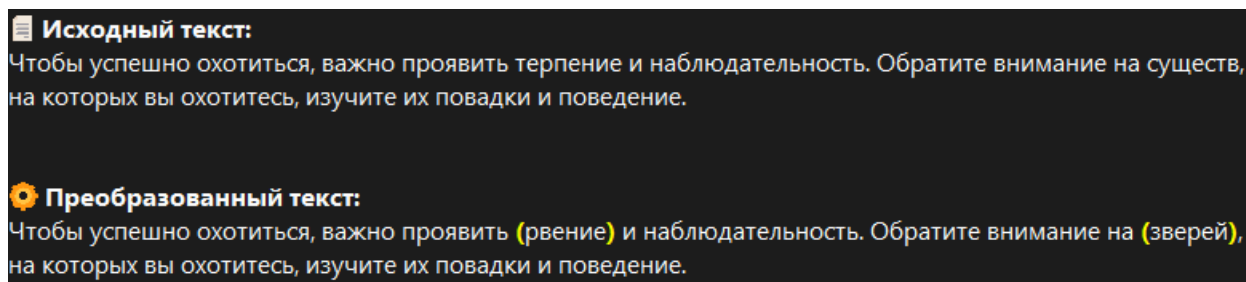 Исходный текст:
Чтобы успешно охотиться, важно проявить терпение и наблюдательность. Обратите внимание на существ,
на которых вы охотитесь, изучите их повадки и поведение.
Преобразованный текст:
Чтобы успешно охотиться, важно проявить (рвение) и наблюдательность. Обратите внимание на (зверей),
на которых вы охотитесь, изучите их повадки и поведение.